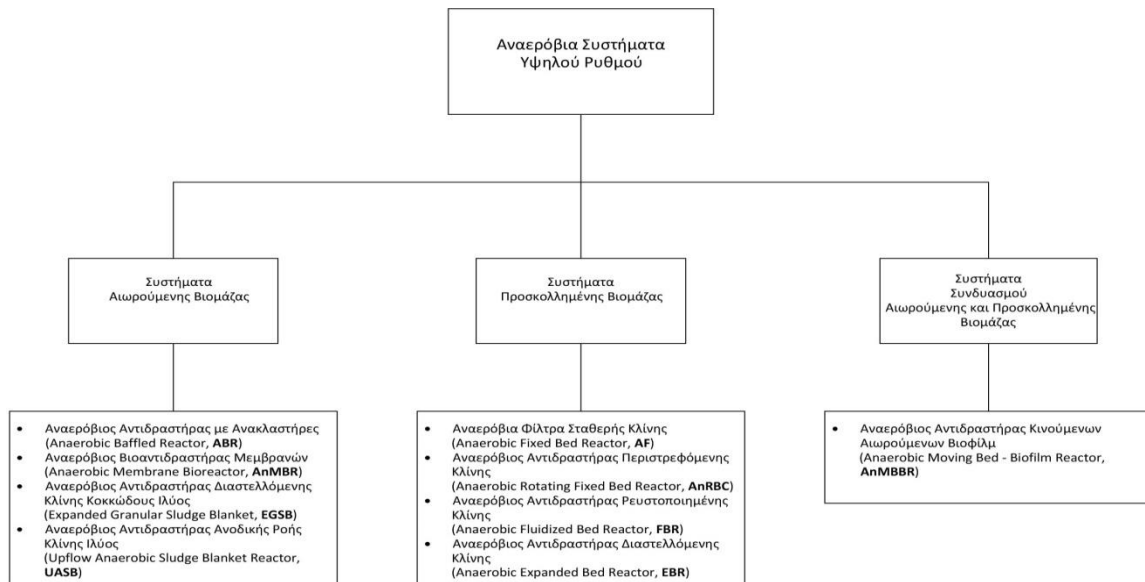 Αναερόβια Συστήματα
Υψηλού Ρυθμού
Συστήματα
Αιωρούμενης Βιομάζας
Συστήματα
Προσκολλημένης Βιομάζας
Συστήματα
Συνδυασμού
Αιωρούμενης και Προσκολλημένης
Βιομάζας
• Αναερόβιος Αντιδραστήρας με Ανακλαστήρες
(Anaerobic Baffled Reactor, ABR)
• Αναερόβιος Βιοαντιδραστήρας Μεμβρανών
(Anaerobic Membrane Bioreactor, AnMBR)
• Αναερόβιος Αντιδραστήρας Διαστελλόμενης
Κλίνης Κοκκώδους Ιλύος
(Expanded Granular Sludge Blanket, EGSB)
• Αναερόβιος Αντιδραστήρας Ανοδικής Ροής
Κλίνης Ιλύος
(Upflow Anaerobic Sludge Blanket Reactor,
UASB)
• Αναερόβια Φίλτρα Σταθερής Κλίνης
(Anaerobic Fixed Bed Reactor, AF)
• Αναερόβιος Αντιδραστήρας Περιστρεφόμενης
Κλίνης
(Anaerobic Rotating Fixed Bed Reactor, AnRBC)
• Αναερόβιος Αντιδραστήρας Ρευστοποιημένης
Κλίνης
(Anaerobic Fluidized Bed Reactor, FBR)
• Αναερόβιος Αντιδραστήρας Διαστελλόμενης
Κλίνης
(Anaerobic Expanded Bed Reactor, EBR)
• Αναερόβιος Αντιδραστήρας Κινούμενων
Αιωρούμενων Βιοφίλμ
(Anaerobic Moving Bed - Biofilm Reactor,
AnMBBR)